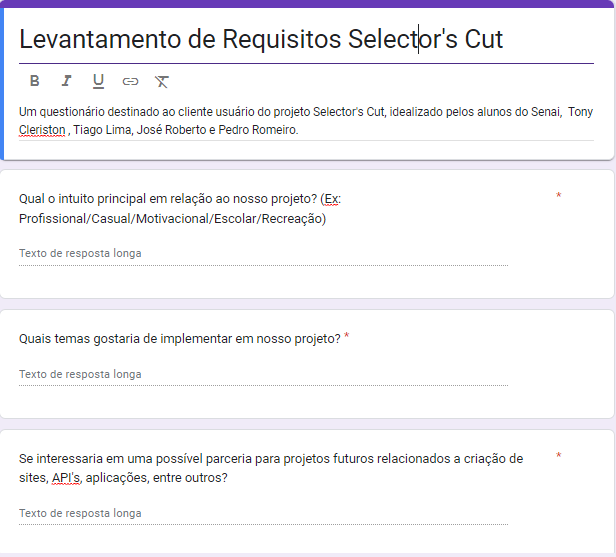 Levantamento de Requisitos Selector's Cut
B I U
Um questionário destinado ao cliente usuário do projeto Selector's Cut, idealizado pelos alunos do Senai,  Tony
Cleriston , Tiago Lima, José Roberto e Pedro Romeiro.
Qual o intuito principal em relação ao nosso projeto? (Ex: *
Profissional/Casual/Motivacional/Escolar/Recreação)
Texto de resposta longa
Quais temas gostaria de implementar em nosso projeto? *
Texto de resposta longa
Se interessaria em uma possível parceria para projetos futuros relacionados a criação de *
sites, API's, aplicações, entre outros?
Texto de resposta longa